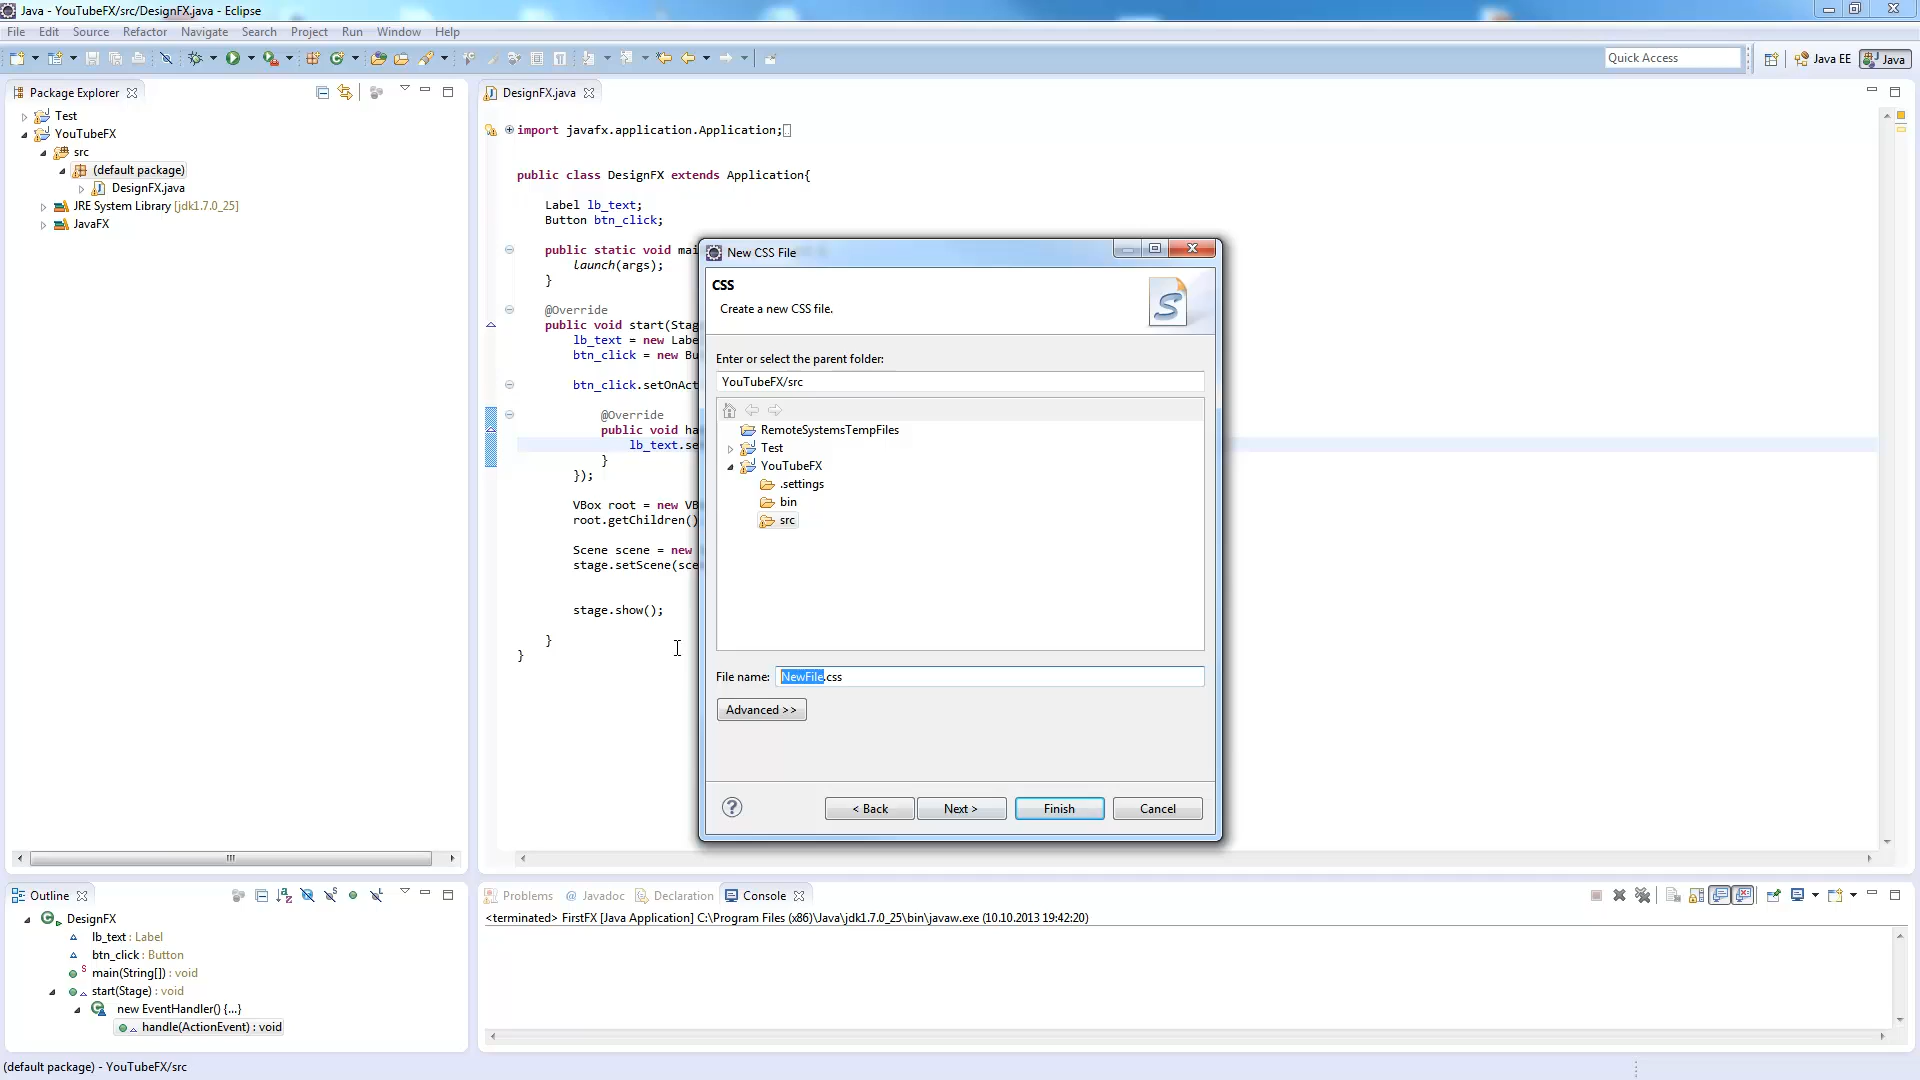 Java - YouTubeFX/src/DesignFX.java - Eclipse
File Edit Source Refactor Navigate Search Project Run Window Help
Quick Access
Java EE
Java
Package Explorer
Test
YouTubeFX
src
(default package)
DesignFX.java
JRE System Library [jdk1.7.0_25]
JavaFX
DesignFX.java
import javafx.application.Application;
public class DesignFX extends Application{
Label lb_text;
Button btn_click;
public static void mai
launch(args);
}
@Override
public void start(Stag
lb_text = new Labe
btn_click = new Bu
btn_click.setOnAct
@Override
public void ha
lb_text.se
}
});
VBox root = new VB
root.getChildren()
Scene scene = new
stage.setScene(sce
stage.show();
}
}
New CSS File
CSS
Create a new CSS file.
Enter or select the parent folder:
YouTubeFX/src
RemoteSystemsTempFiles
Test
YouTubeFX
.settings
bin
src
File name: NewFile.css
Advanced >>
< Back Next > Finish Cancel
Outline
DesignFX
lb_text : Label
btn_click : Button
main(String[]) : void
start(Stage) : void
new EventHandler() {...}
handle(ActionEvent) : void
Problems @ Javadoc Declaration Console
<terminated> FirstFX [Java Application] C:\Program Files (x86)\Java\jdk1.7.0_25\bin\javaw.exe (10.10.2013 19:42:20)
(default package) - YouTubeFX/src